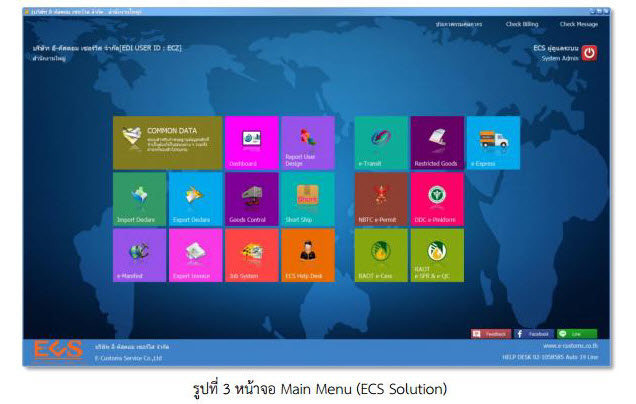 บริษัท อี-คัสตอม เซอร์วิส จำกัด สำนักงานใหญ่
ประกาศกรมศุลกากร Check Billing Check Message
บริษัท อี-คัสตอม เซอร์วิส จำกัด[EDI USER ID : EC2]
สำนักงานใหญ่
ECS ผู้ดูแลระบบ
System Admin
COMMON DATA
Dashboard
Report User
Design
e-Transit
Restricted Goods
e-Express
Import Declare
Export Declare
Goods Control
Short Ship
NBTC e-Permit
DDC e-Pinkform
e-Manifest
Export Invoice
Job System
ECS Help Desk
RAOT e-Cess
RAOT
e-SFR & e-QC
Feedback
Facebook
Line
ECS
บริษัท อี-คัสตอม เซอร์วิส จำกัด
E-Customs Service Co.,Ltd
www.e-customs.co.th
HELP DESK 02-1058585 Auto 19 Line
รูปที่ 3 หน้าจอ Main Menu (ECS Solution)